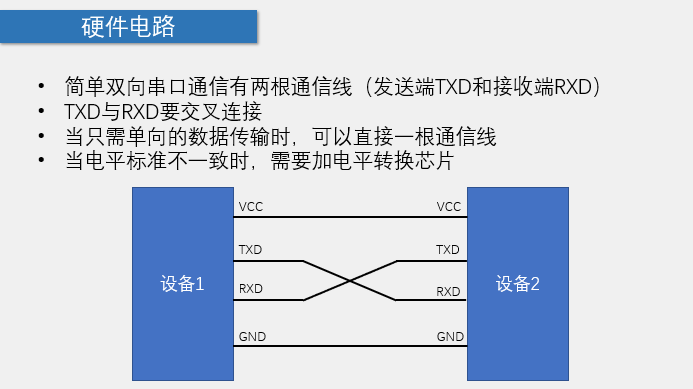 硬件电路
• 简单双向串口通信有两根通信线（发送端TXD和接收端RXD）
• TXD与RXD要交叉连接
• 当只需单向的数据传输时，可以直接一根通信线
• 当电平标准不一致时，需要加电平转换芯片
VCC VCC
TXD TXD
设备1 设备2
RXD RXD
GND GND